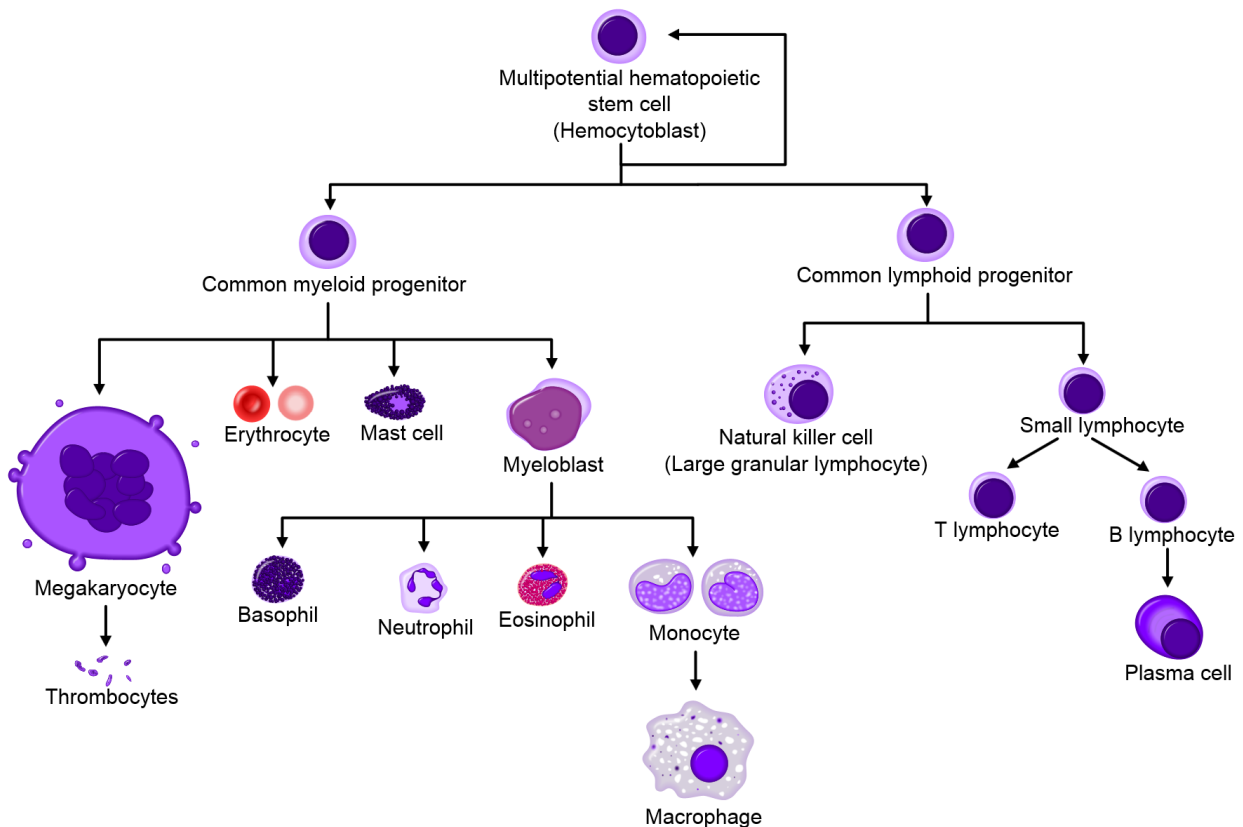 Multipotential hematopoietic
stem cell
(Hemocytoblast)
Common myeloid progenitor
Common lymphoid progenitor
Erythrocyte
Mast cell
Myeloblast
Natural killer cell
(Large granular lymphocyte)
Small lymphocyte
T lymphocyte
B lymphocyte
Megakaryocyte
Basophil
Neutrophil
Eosinophil
Monocyte
Plasma cell
Thrombocytes
Macrophage